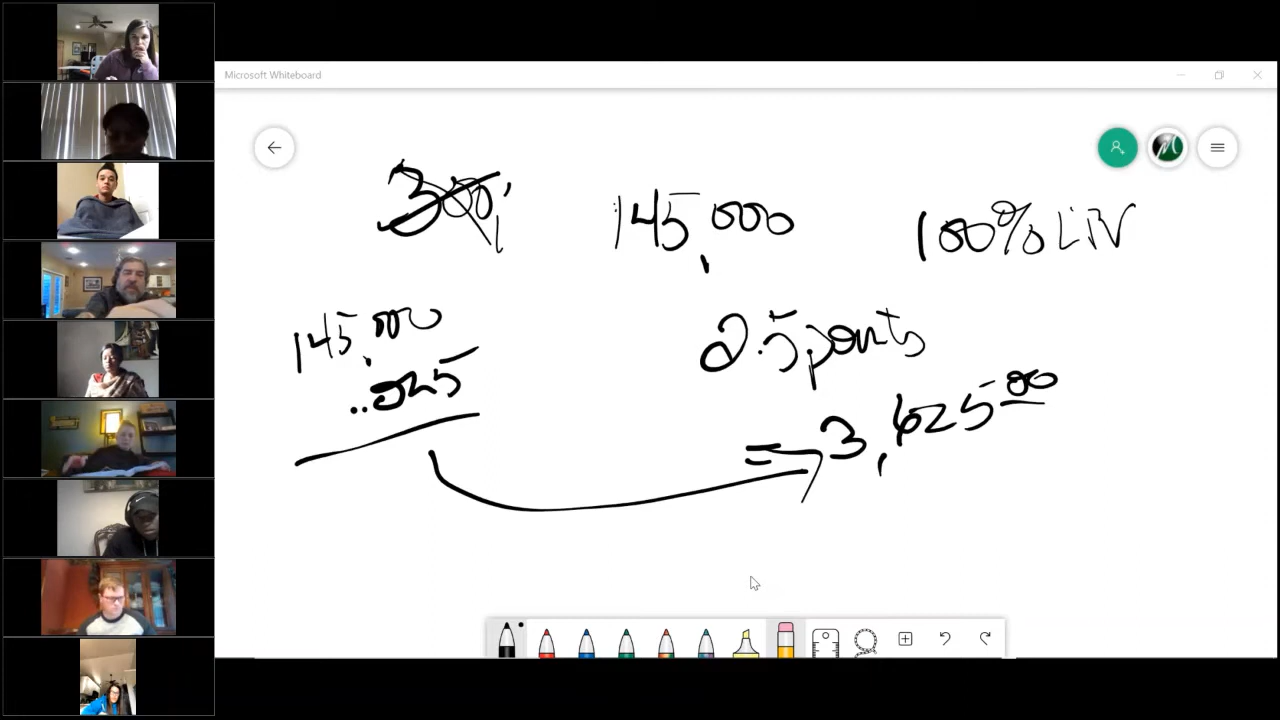 Microsoft Whiteboard
300,
145,000
100% LTV
145,000
.025
2.5 points
= 3,625 00